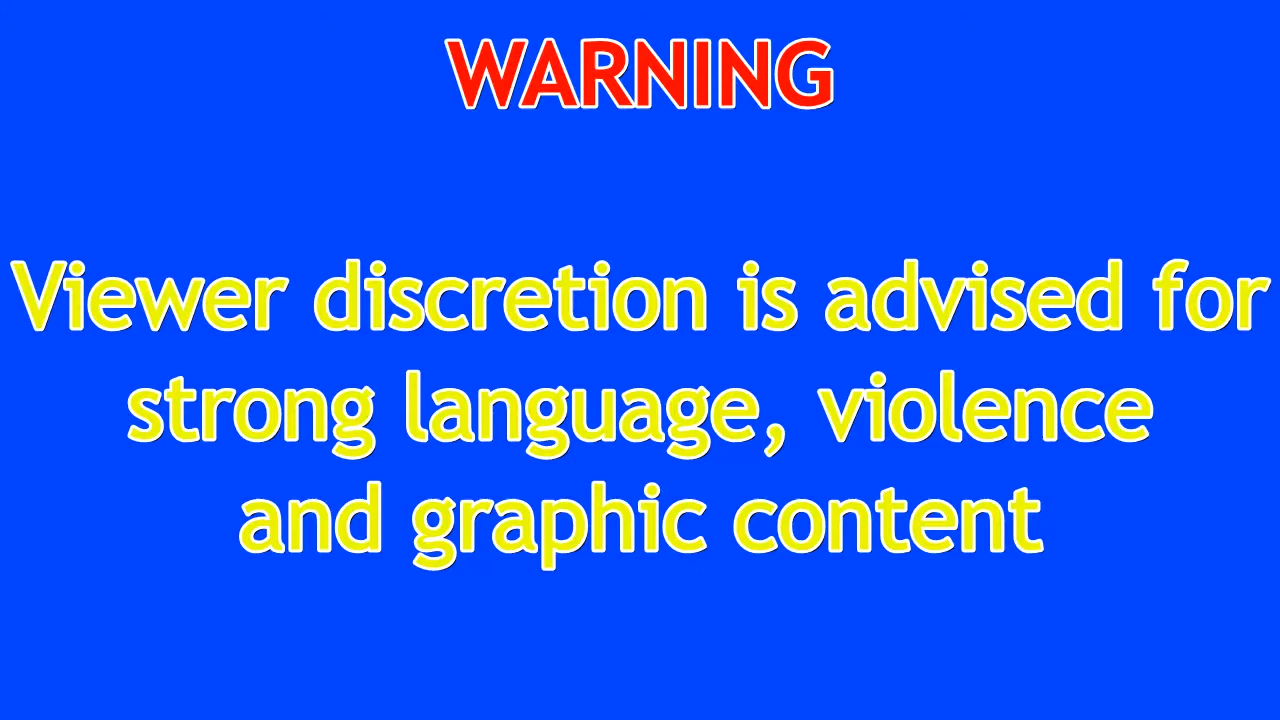 WARNING
Viewer discretion is advised for
strong language, violence
and graphic content